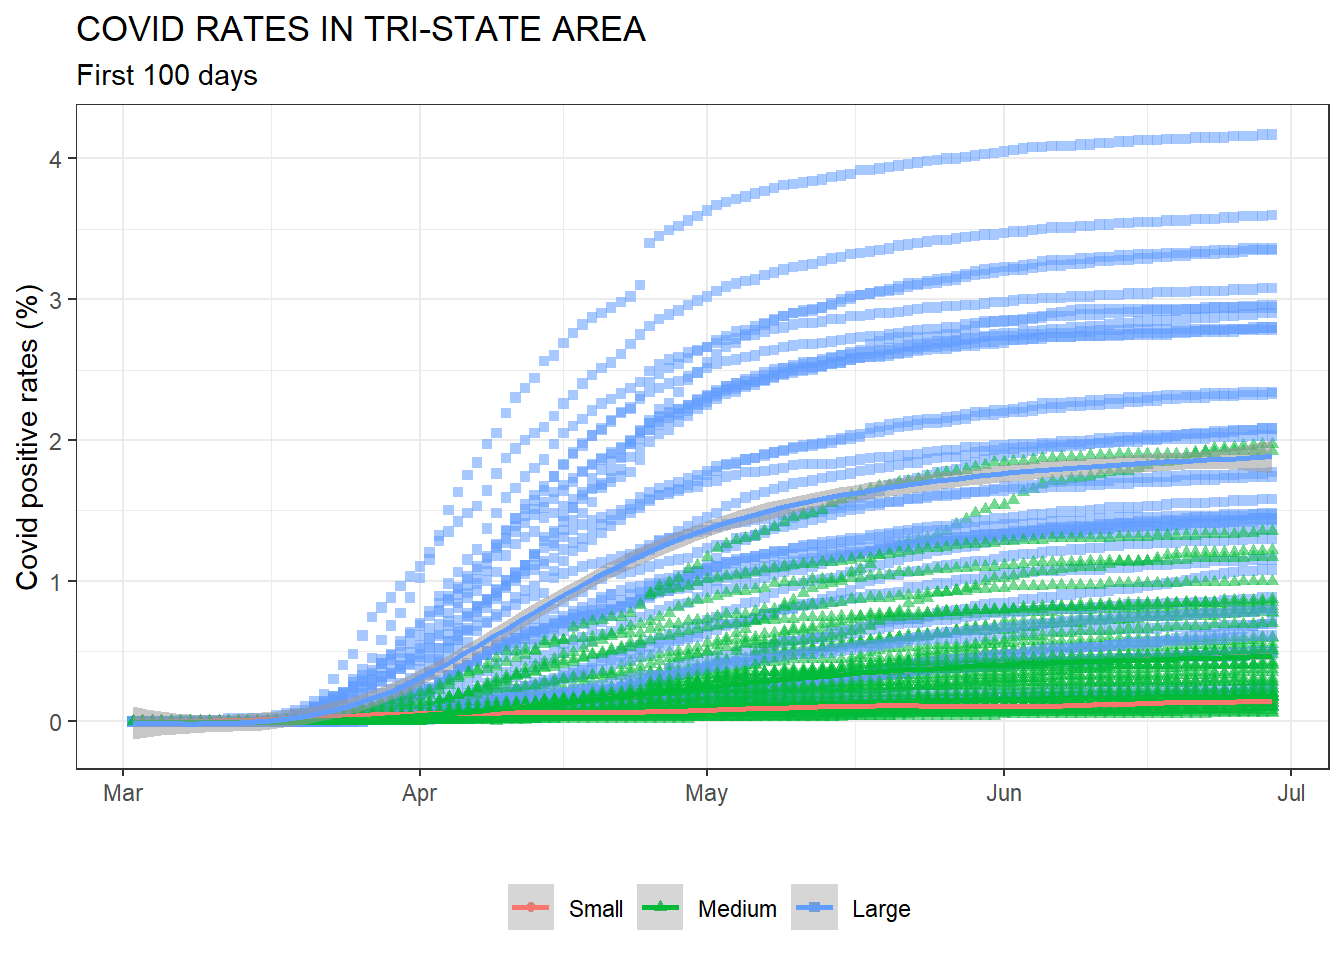 COVID RATES IN TRI-STATE AREA
First 100 days
Covid positive rates (%)
4
3
2
1
0
Mar Apr May Jun Jul
Small Medium Large